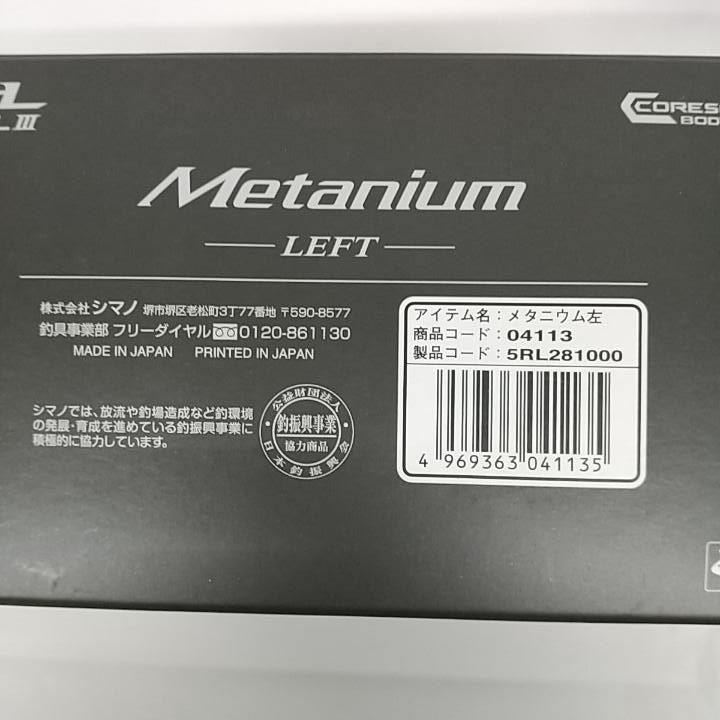 III
CORES
Metanium
LEFT
株式会社シマノ 堺市堺区老松町3丁77番地 〒590-8577
釣具事業部 フリーダイヤル 0120-861130
MADE IN JAPAN PRINTED IN JAPAN
シマノでは、放流や釣場造成など釣環境
の発展・育成を進めている釣振興事業に
積極的に協力しています。
公益財団法人
釣振興事業
協力商品
日本釣振興会
アイテム名:メタニウム左
商品コード:04113
製品コード:5RL281000
4 969363 041135